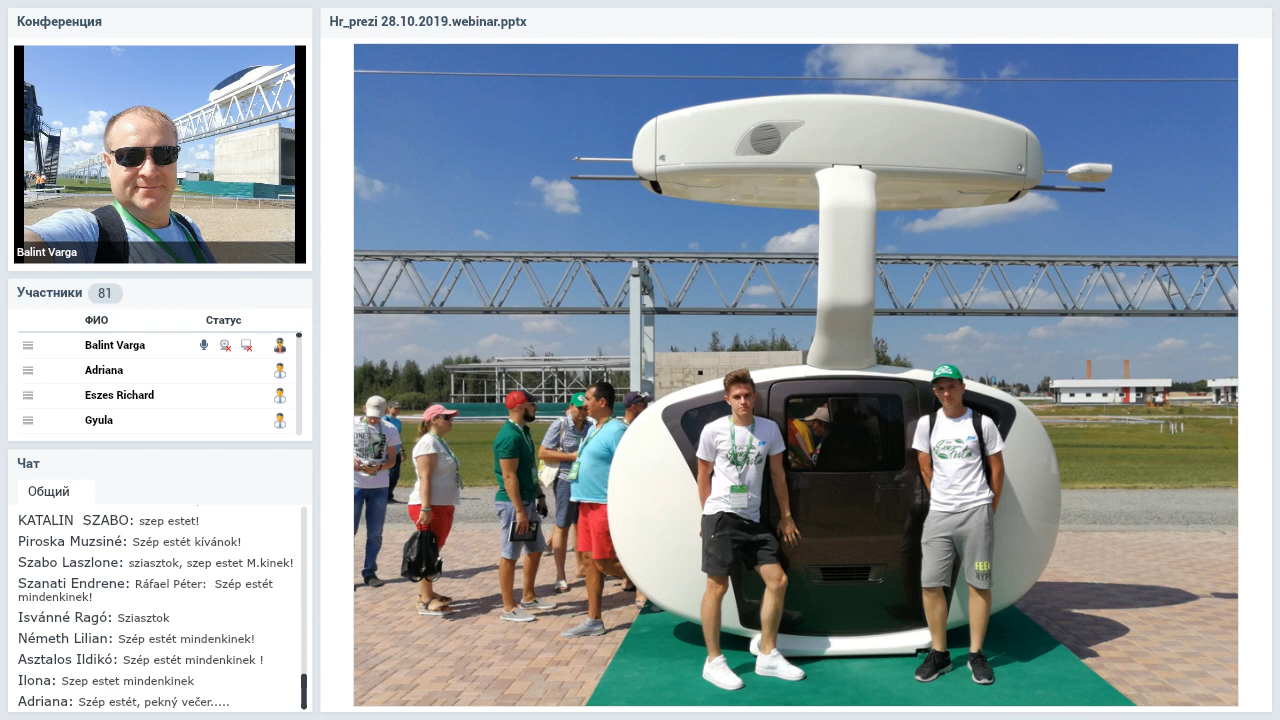 Конференция
Balint Varga
Участники 81
ФИО Статус
Balint Varga
Adriana
Eszes Richard
Gyula
Чат
Общий
KATALIN SZABO: szep estet!
Piroska Muzsiné: Szép estét kívánok!
Szabo Laszlone: sziasztok, szep estet M.kinek!
Szanati Endrene: Ráfael Péter: Szép estét
mindenkinek!
Isvánné Ragó: Sziasztok
Németh Lilian: Szép estét mindenkinek!
Asztalos Ildikó: Szép estét mindenkinek !
Ilona: Szep estet mindenkinek
Adriana: Szép estét, pekný večer.....
Hr_prezi 28.10.2019.webinar.pptx